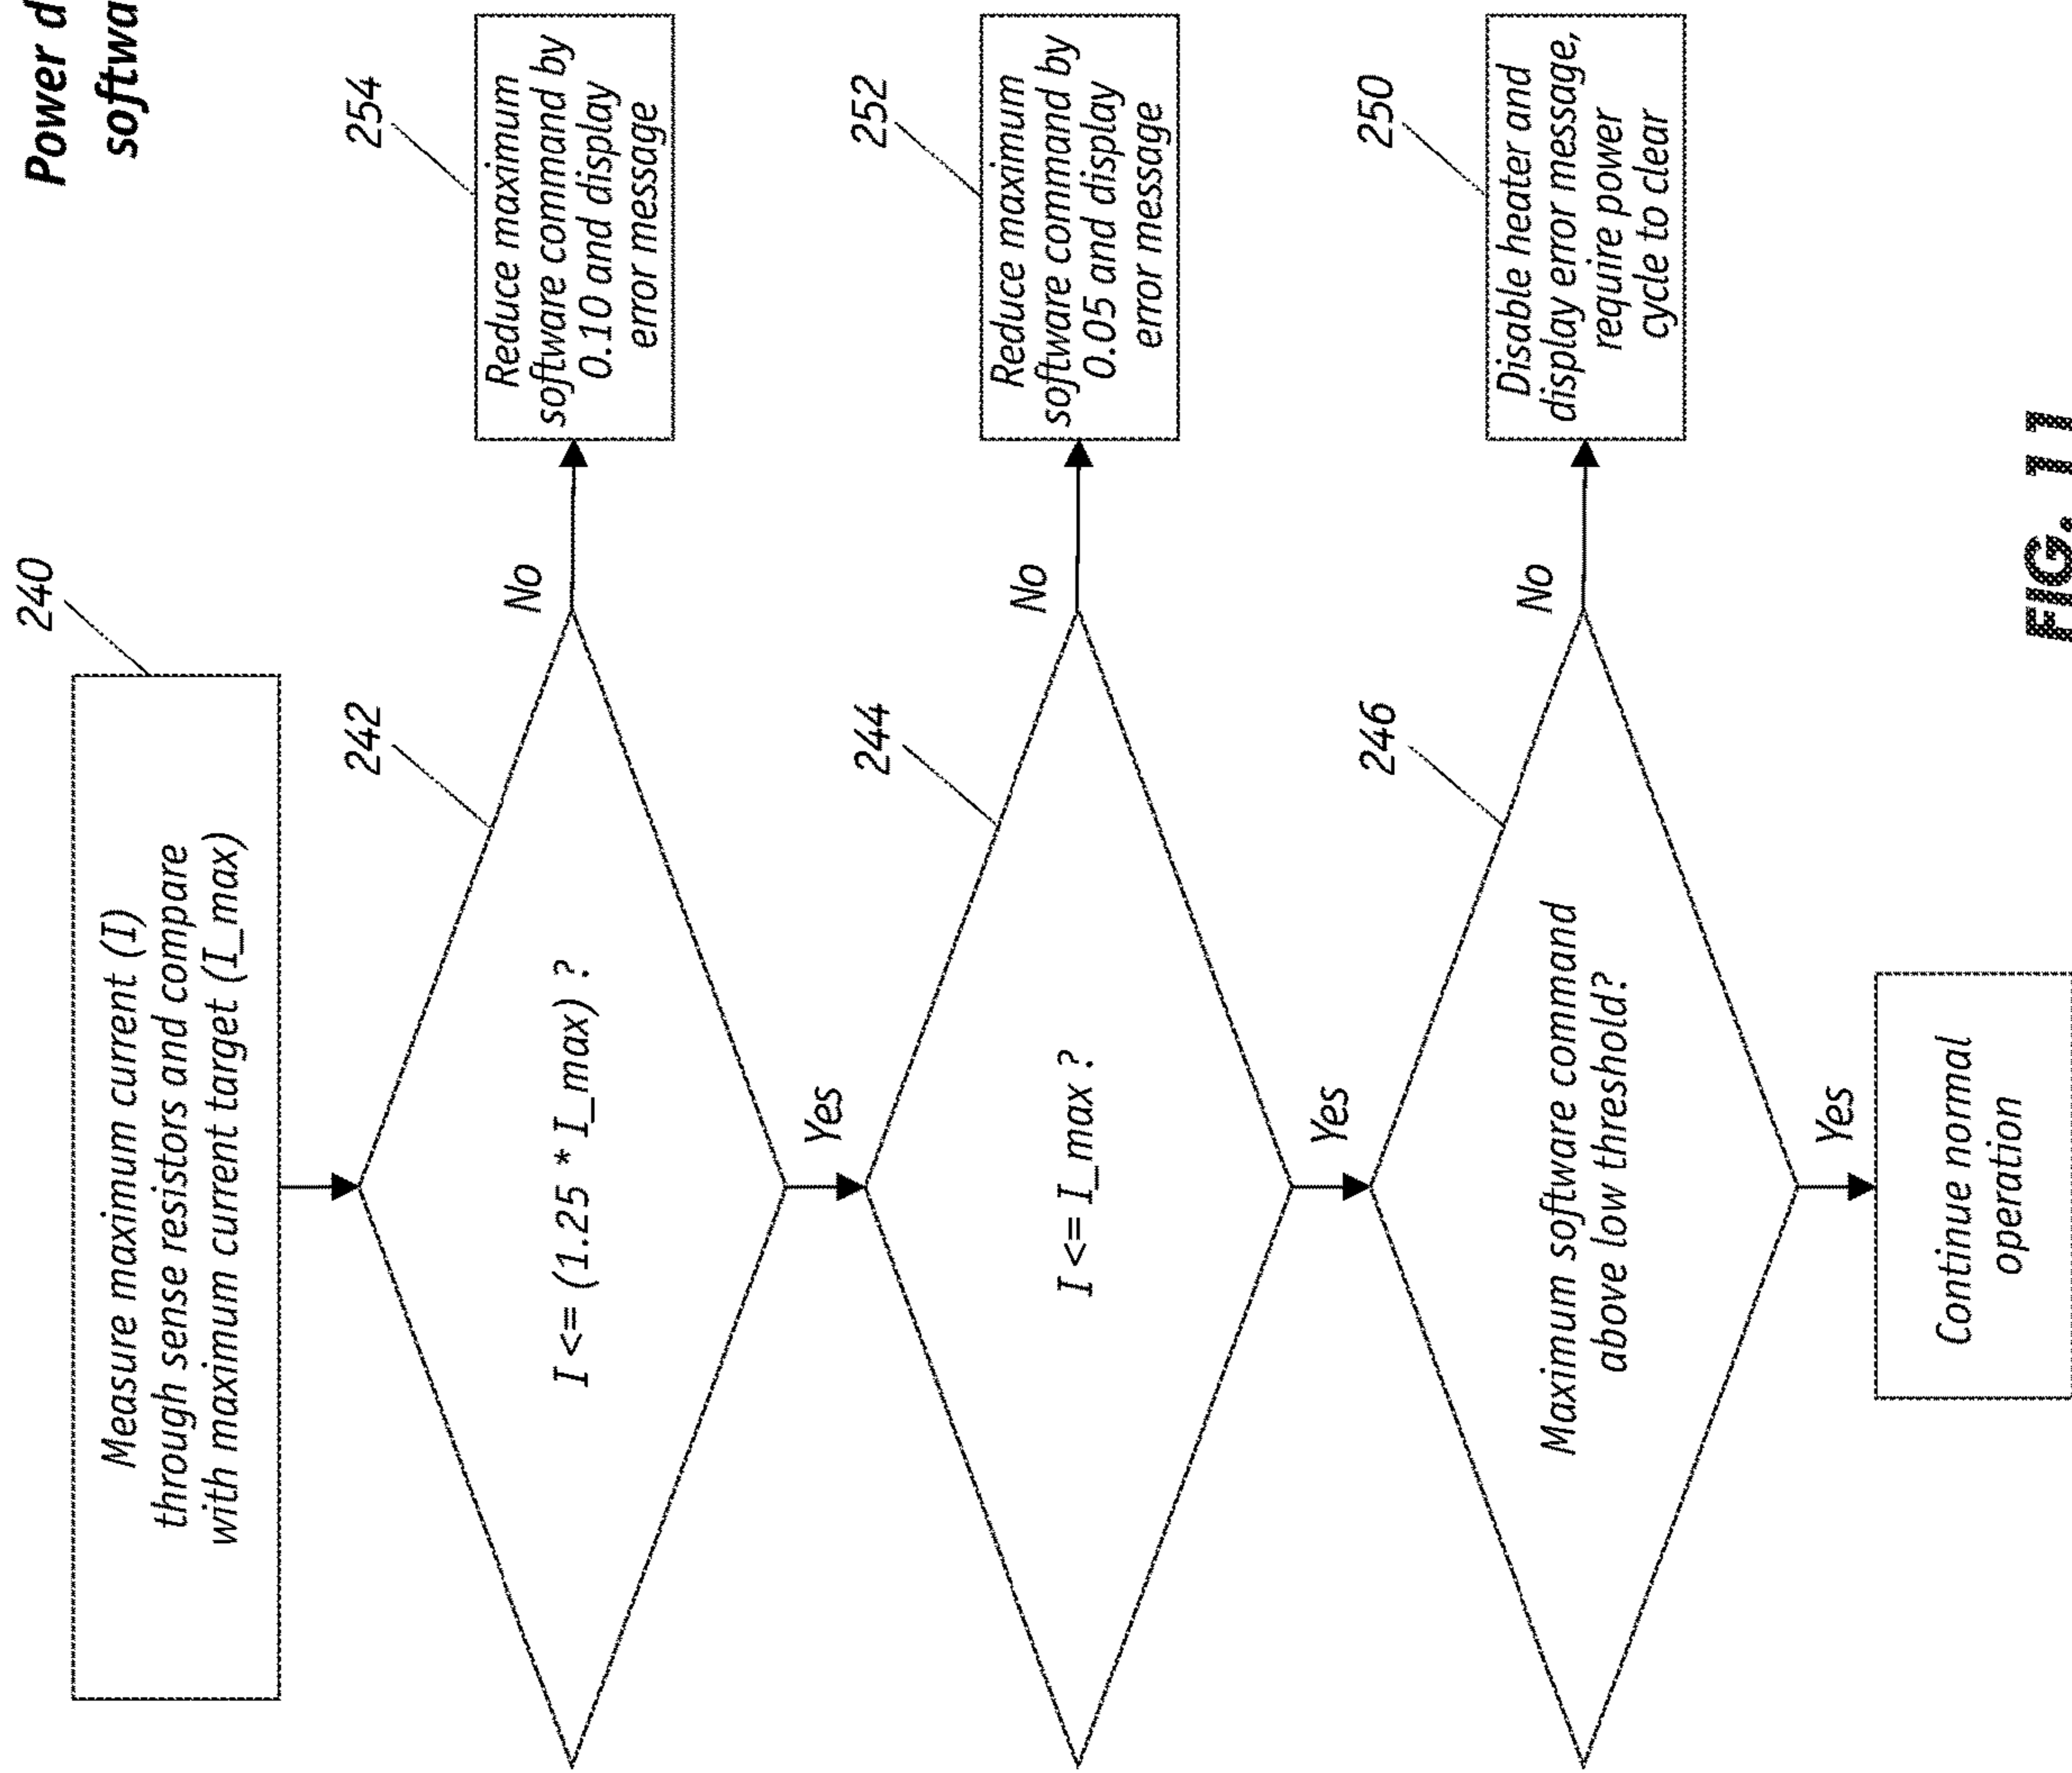 Power
240
Measure maximum current (I)
through sense resistors and compare
with maximum current target (I_max)
242
I <= (1.25 * I_max) ?
No
254
Reduce maximum
software command by
0.10 and display
error message
Yes
244
I <= I_max ?
No
252
Reduce maximum
software command by
0.05 and display
error message
Yes
246
Maximum software command
above low threshold?
No
250
Disable heater and
display error message,
require power
cycle to clear
Yes
Continue normal
operation
FIG. 11